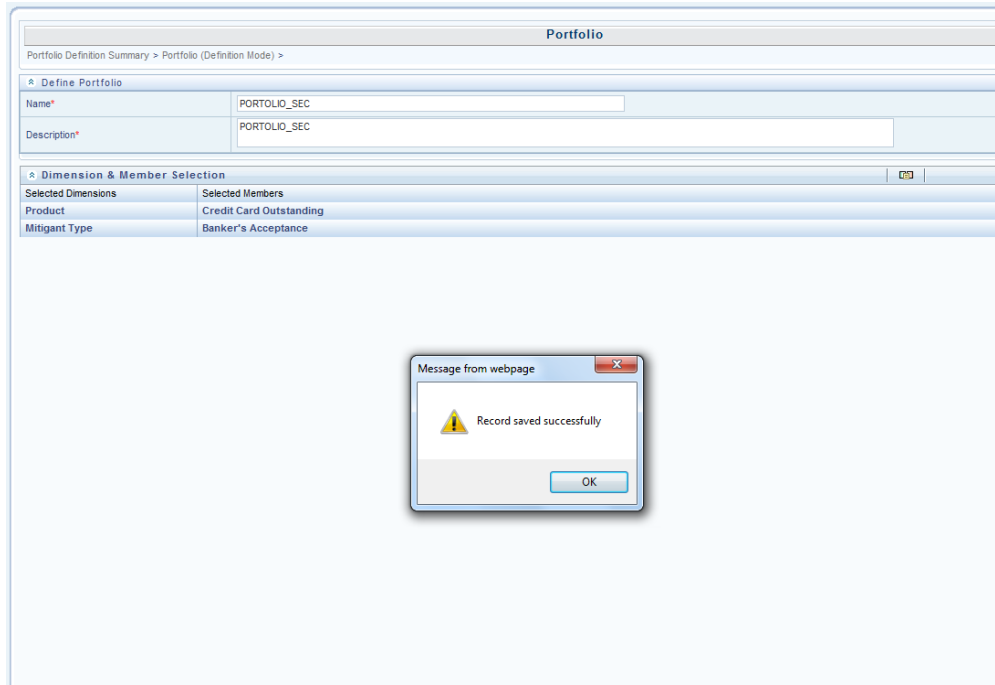 Portfolio
Portfolio Definition Summary > Portfolio (Definition Mode) >
Define Portfolio
Name* PORTOLIO_SEC
Description* PORTOLIO_SEC
Dimension & Member Selection
Selected Dimensions Selected Members
Product Credit Card Outstanding
Mitigant Type Banker's Acceptance
Message from webpage
Record saved successfully
OK